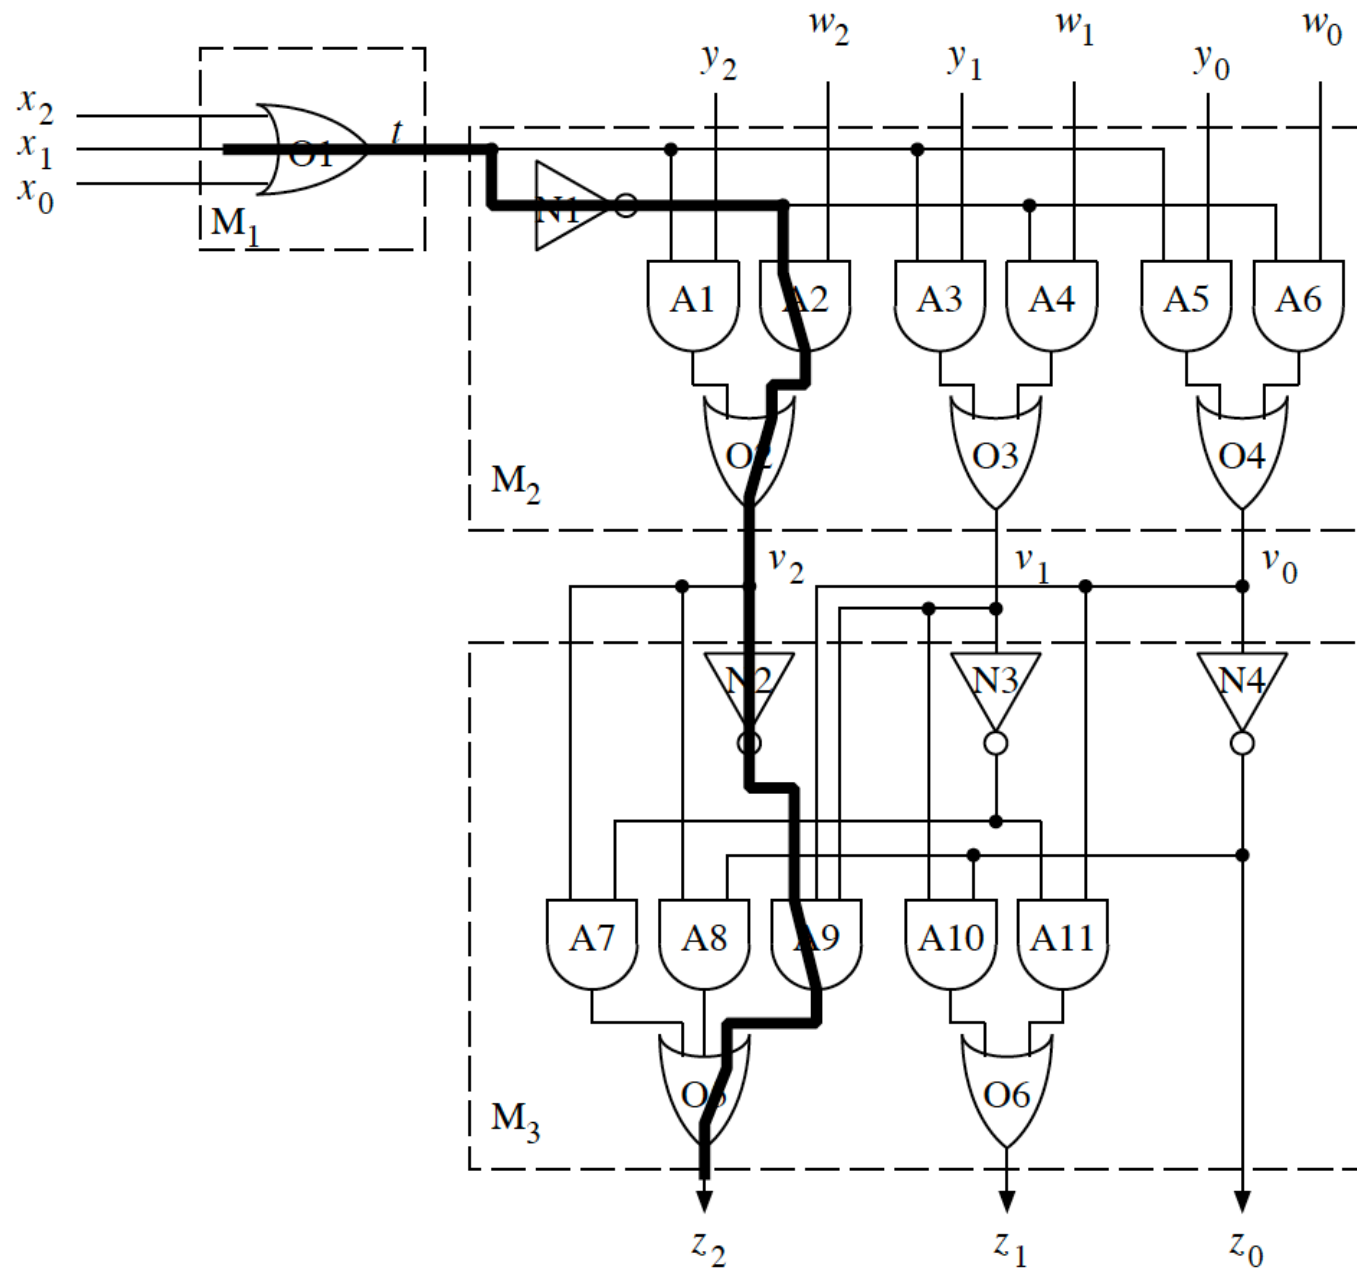 w₂ w₁ w₀
y₂ y₁ y₀
x₂
x₁
x₀
t
O1
M₁
N1
A1 A2 A3 A4 A5 A6
O2 O3 O4
M₂
v₂ v₁ v₀
N2 N3 N4
A7 A8 A9 A10 A11
O5 O6
M₃
z₂ z₁ z₀